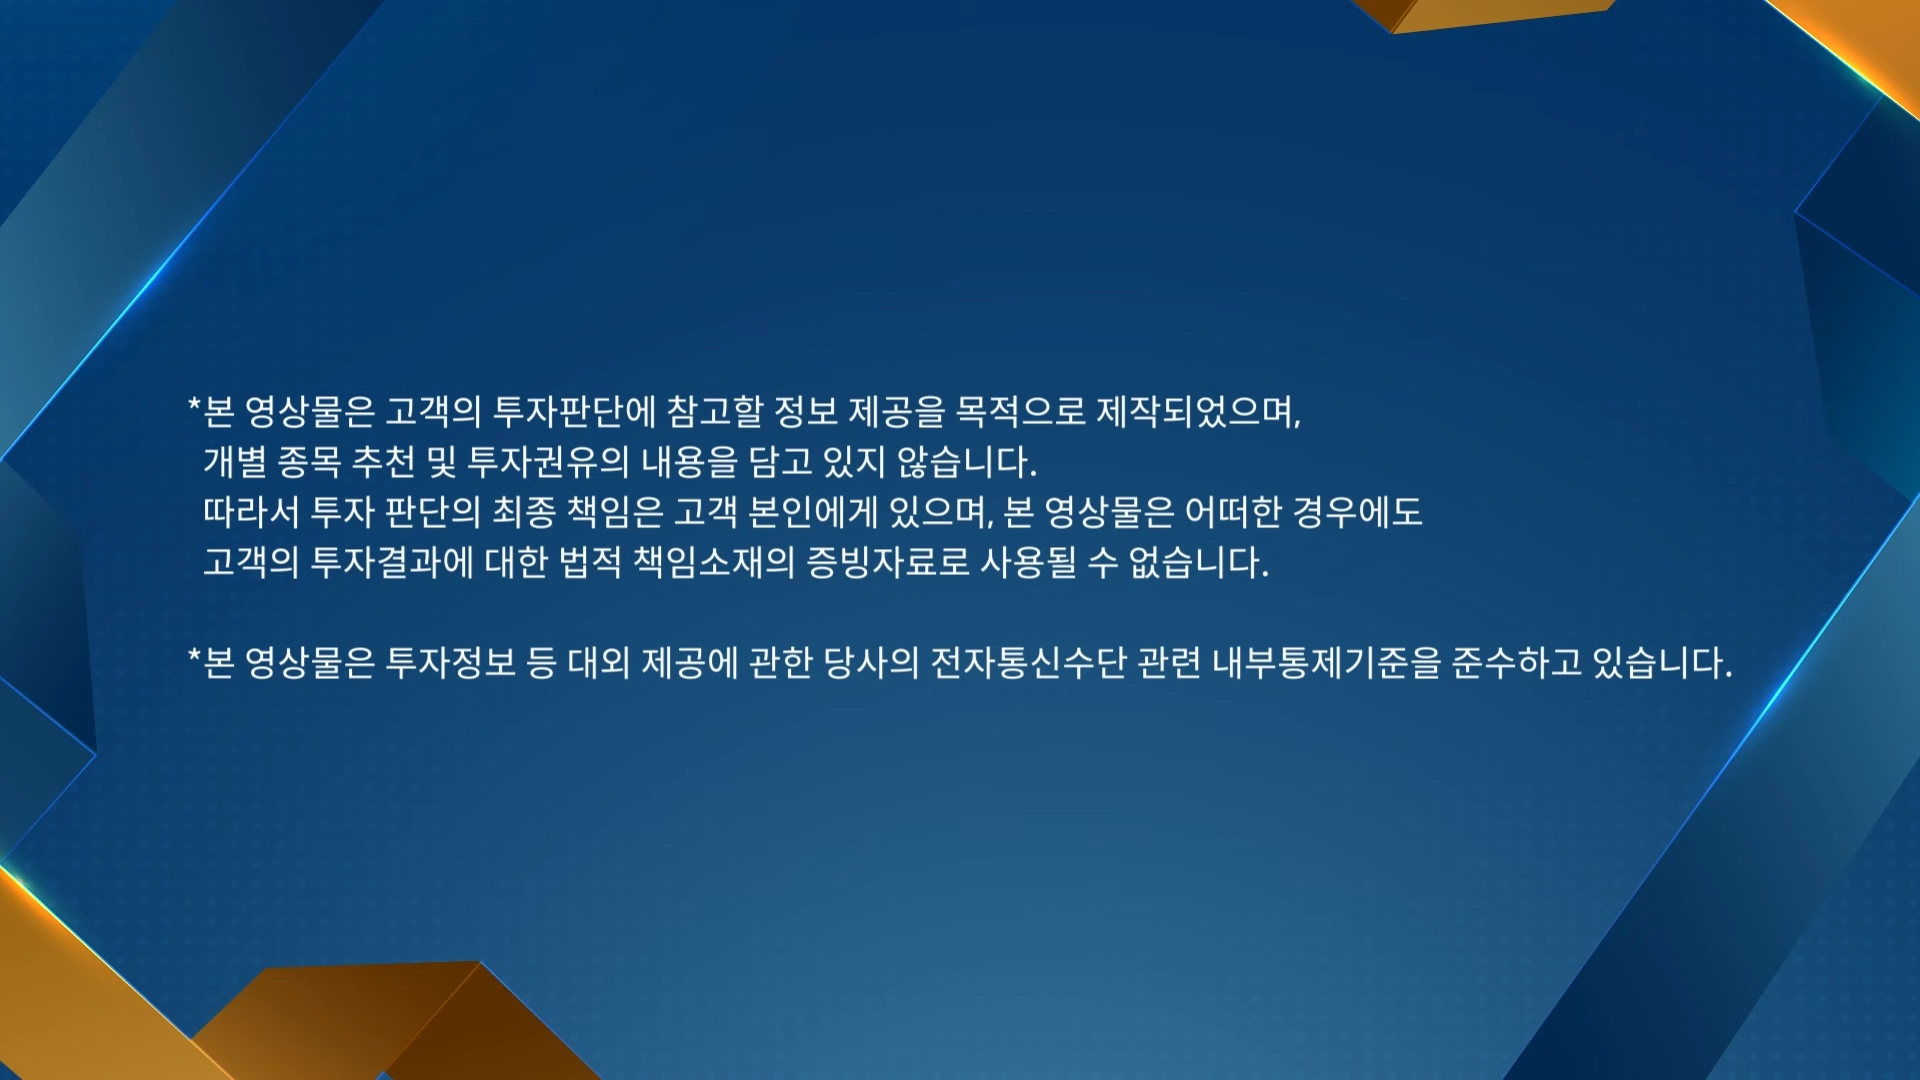 *본 영상물은 고객의 투자판단에 참고할 정보 제공을 목적으로 제작되었으며,
개별 종목 추천 및 투자권유의 내용을 담고 있지 않습니다.
따라서 투자 판단의 최종 책임은 고객 본인에게 있으며, 본 영상물은 어떠한 경우에도
고객의 투자결과에 대한 법적 책임소재의 증빙자료로 사용될 수 없습니다.
*본 영상물은 투자정보 등 대외 제공에 관한 당사의 전자통신수단 관련 내부통제기준을 준수하고 있습니다.